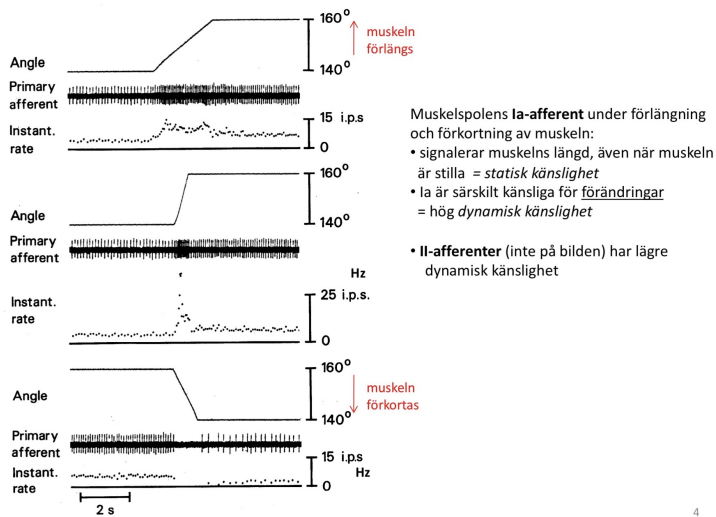 160°
muskeln
förlängs
Angle
140°
Primary
afferent
15 i.p.s
Instant.
rate
0
160°
Angle
140°
Primary
afferent
Hz
25 i.p.s.
Instant.
rate
0
160°
muskeln
förkortas
Angle
140°
Primary
afferent
15 i.p.s
Hz
Instant.
rate
0
2 s
Muskelspolens Ia-afferent under förlängning
och förkortning av muskeln:
• signalerar muskelns längd, även när muskeln
är stilla = statisk känslighet
• Ia är särskilt känsliga för förändringar
= hög dynamisk känslighet
• II-afferenter (inte på bilden) har lägre
dynamisk känslighet
4